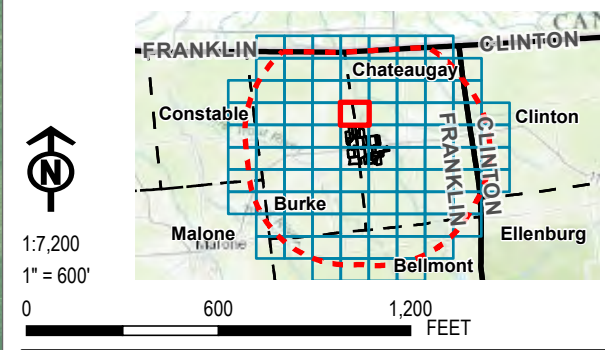 CAN
FRANKLIN
CLINTON
Chateaugay
Constable
Clinton
FRANKLIN
CLINTON
Burke
Malone
Malone
Ellenburg
Bellmont
N
1:7,200
1" = 600'
0 600 1,200
FEET